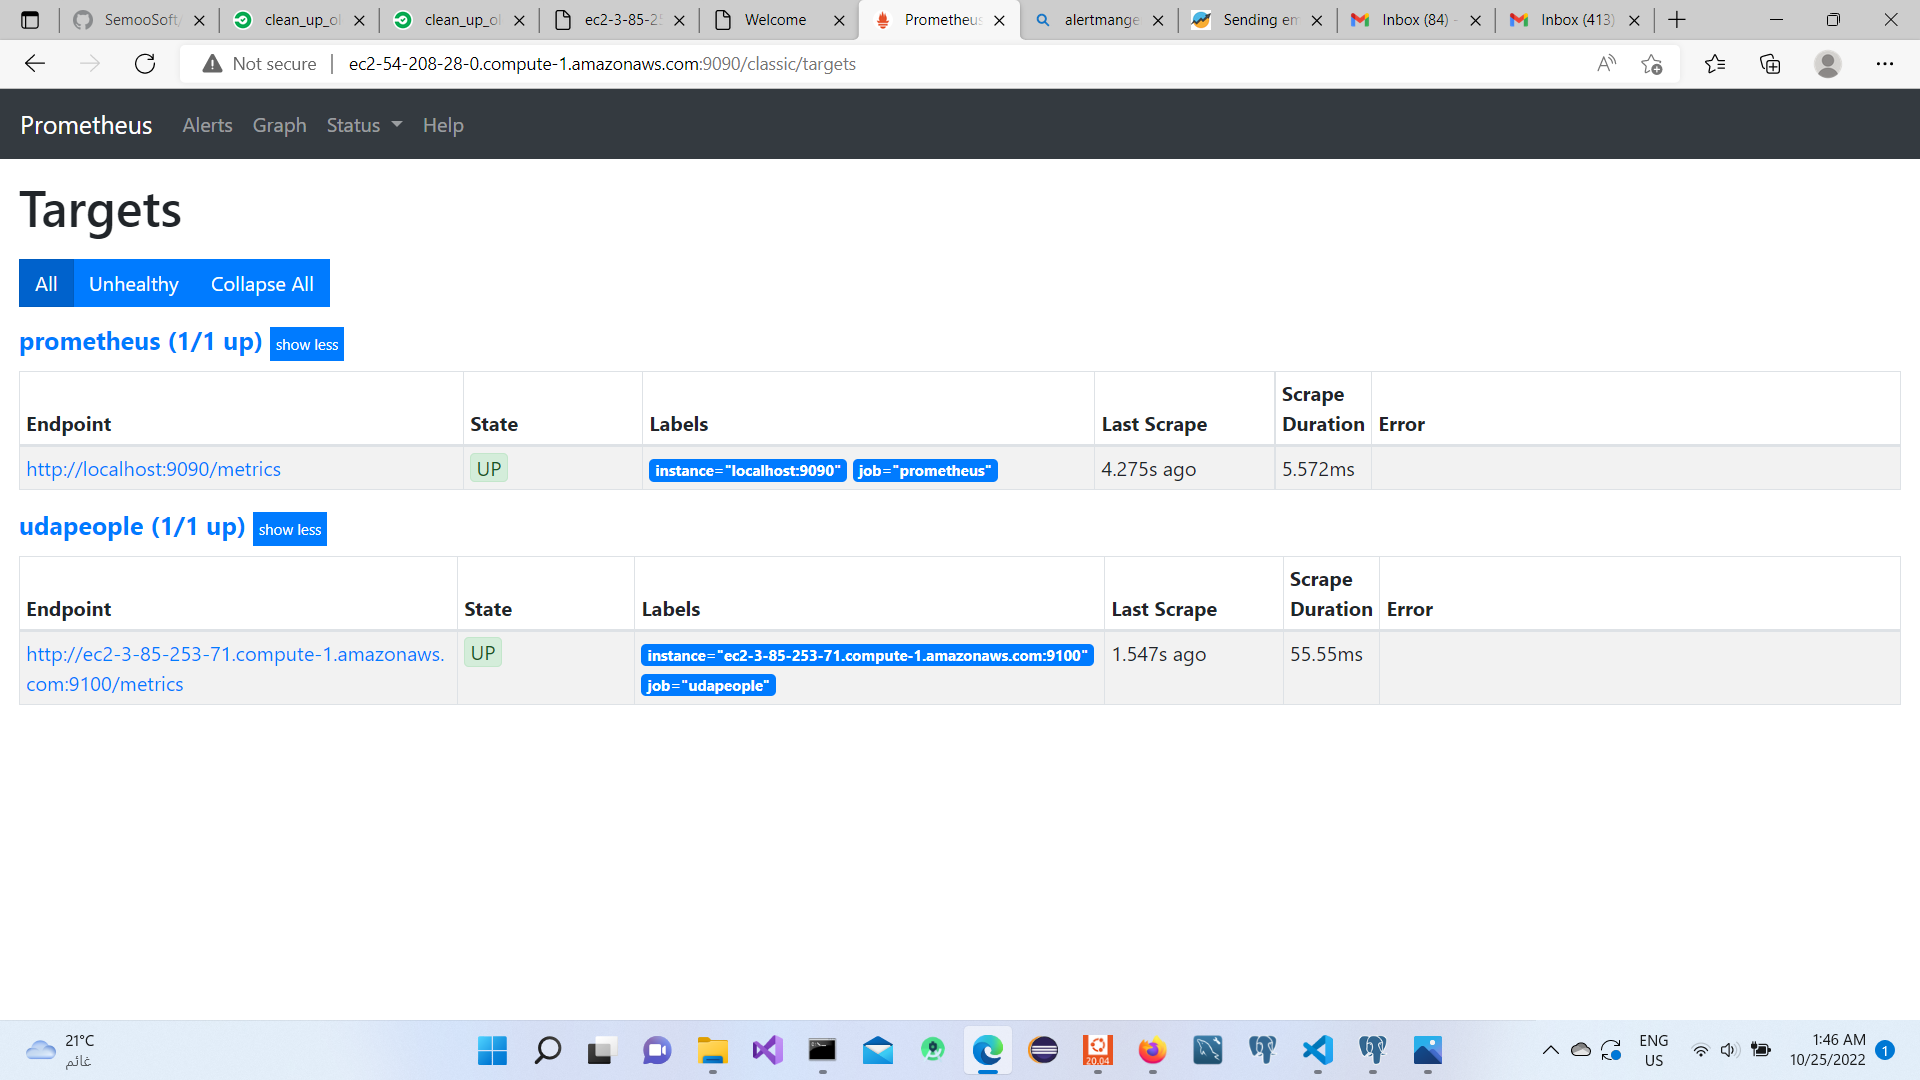 SemooSoft/
clean_up_ol
clean_up_ol
ec2-3-85-25
Welcome
Prometheus
alertmange
Sending em
Inbox (84) -
Inbox (413)
Not secure
ec2-54-208-28-0.compute-1.amazonaws.com:9090/classic/targets
Prometheus Alerts Graph Status Help
Targets
All Unhealthy Collapse All
prometheus (1/1 up) show less
Endpoint State Labels Last Scrape Scrape Duration Error
http://localhost:9090/metrics UP instance="localhost:9090" job="prometheus" 4.275s ago 5.572ms
udapeople (1/1 up) show less
Endpoint State Labels Last Scrape Scrape Duration Error
http://ec2-3-85-253-71.compute-1.amazonaws.
com:9100/metrics
UP
instance="ec2-3-85-253-71.compute-1.amazonaws.com:9100"
job="udapeople"
1.547s ago
55.55ms
21°C
غائم
20.04
ENG
US
1:46 AM
10/25/2022
1